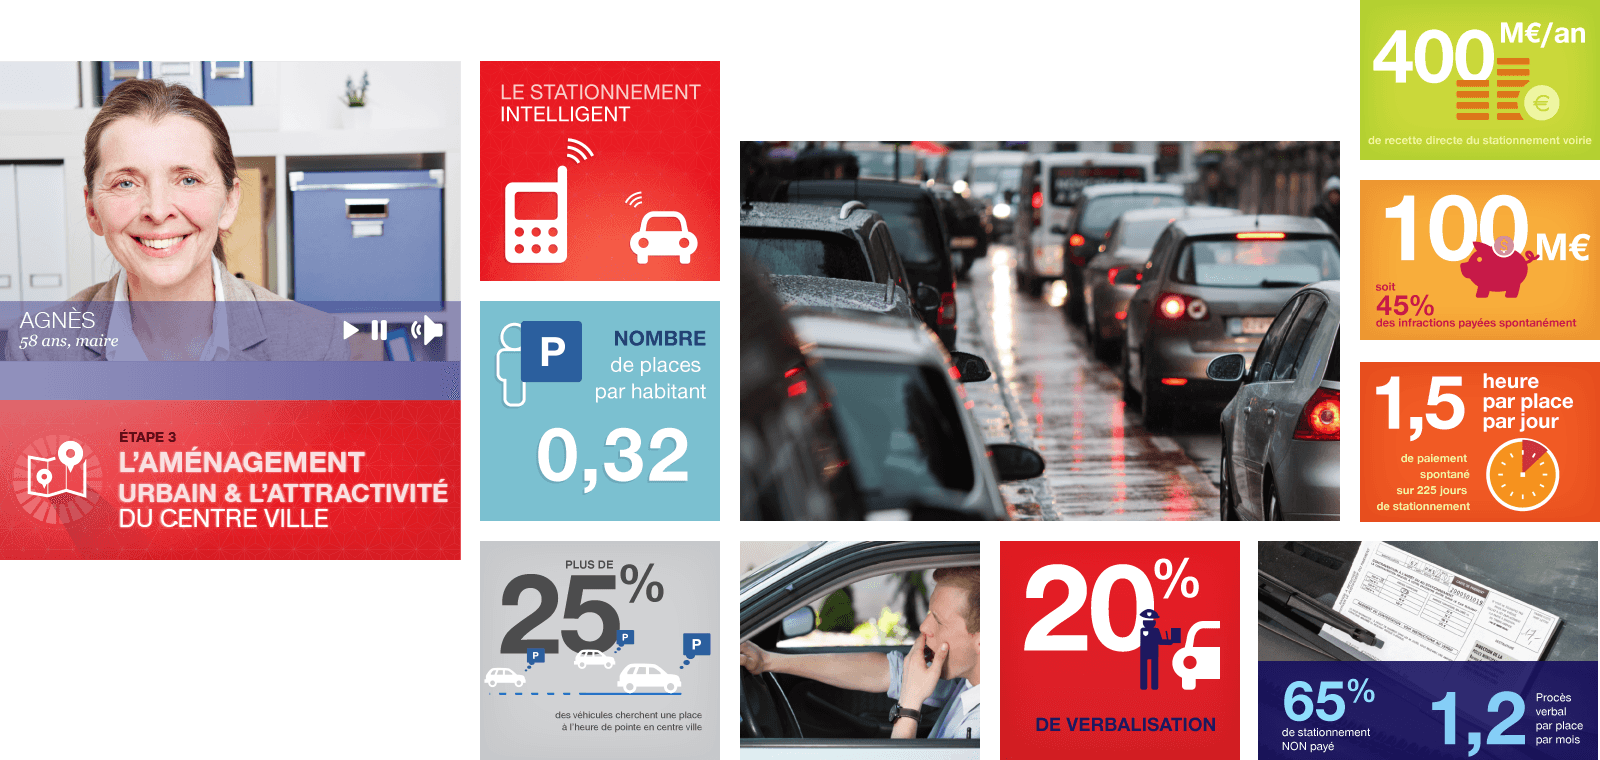 AGNÈS
58 ans, maire
ÉTAPE 3
L’AMÉNAGEMENT
URBAIN & L’ATTRACTIVITÉ
DU CENTRE VILLE
LE STATIONNEMENT
INTELLIGENT
P
NOMBRE
de places
par habitant
0,32
PLUS DE
25%
P
P
P
des véhicules cherchent une place
à l’heure de pointe en centre ville
20%
DE VERBALISATION
400 M€/an
€
de recette directe du stationnement voirie
100 M€
soit
45%
des infractions payées spontanément
1,5
heure
par place
par jour
de paiement
spontané
sur 225 jours
de stationnement
65%
de stationnement
NON payé
1,2
Procès
verbal
par place
par mois